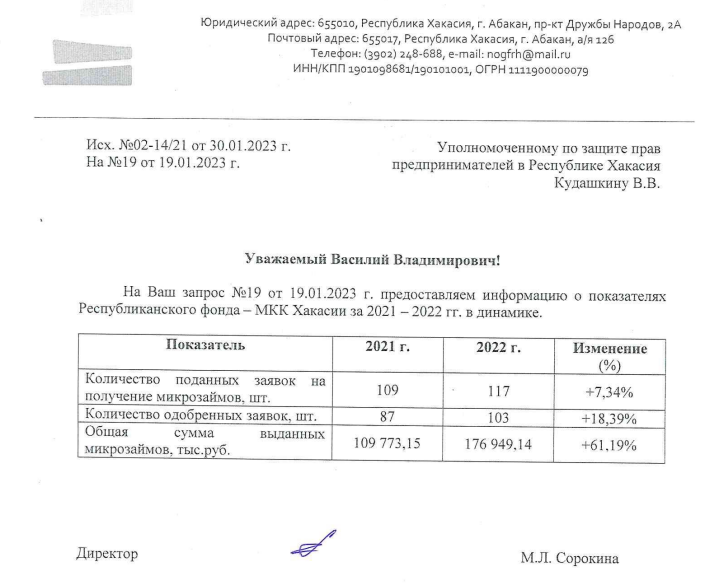 Юридический адрес: 655010, Республика Хакасия, г. Абакан, пр-кт Дружбы Народов, 2А
Почтовый адрес: 655017, Республика Хакасия, г. Абакан, а/я 126
Телефон: (3902) 248-688, e-mail: nogfrh@mail.ru
ИНН/КПП 1901098681/190101001, ОГРН 1111900000079
Исх. №02-14/21 от 30.01.2023 г.
На №19 от 19.01.2023 г.
Уполномоченному по защите прав
предпринимателей в Республике Хакасия
Кудашкину В.В.
Уважаемый Василий Владимирович!
На Ваш запрос №19 от 19.01.2023 г. предоставляем информацию о показателях
Республиканского фонда – МКК Хакасии за 2021 – 2022 гг. в динамике.
Показатель 2021 г. 2022 г. Изменение
(%)
Количество поданных заявок на
получение микрозаймов, шт. 109 117 +7,34%
Количество одобренных заявок, шт. 87 103 +18,39%
Общая сумма выданных
микрозаймов, тыс.руб. 109 773,15 176 949,14 +61,19%
Директор М.Л. Сорокина